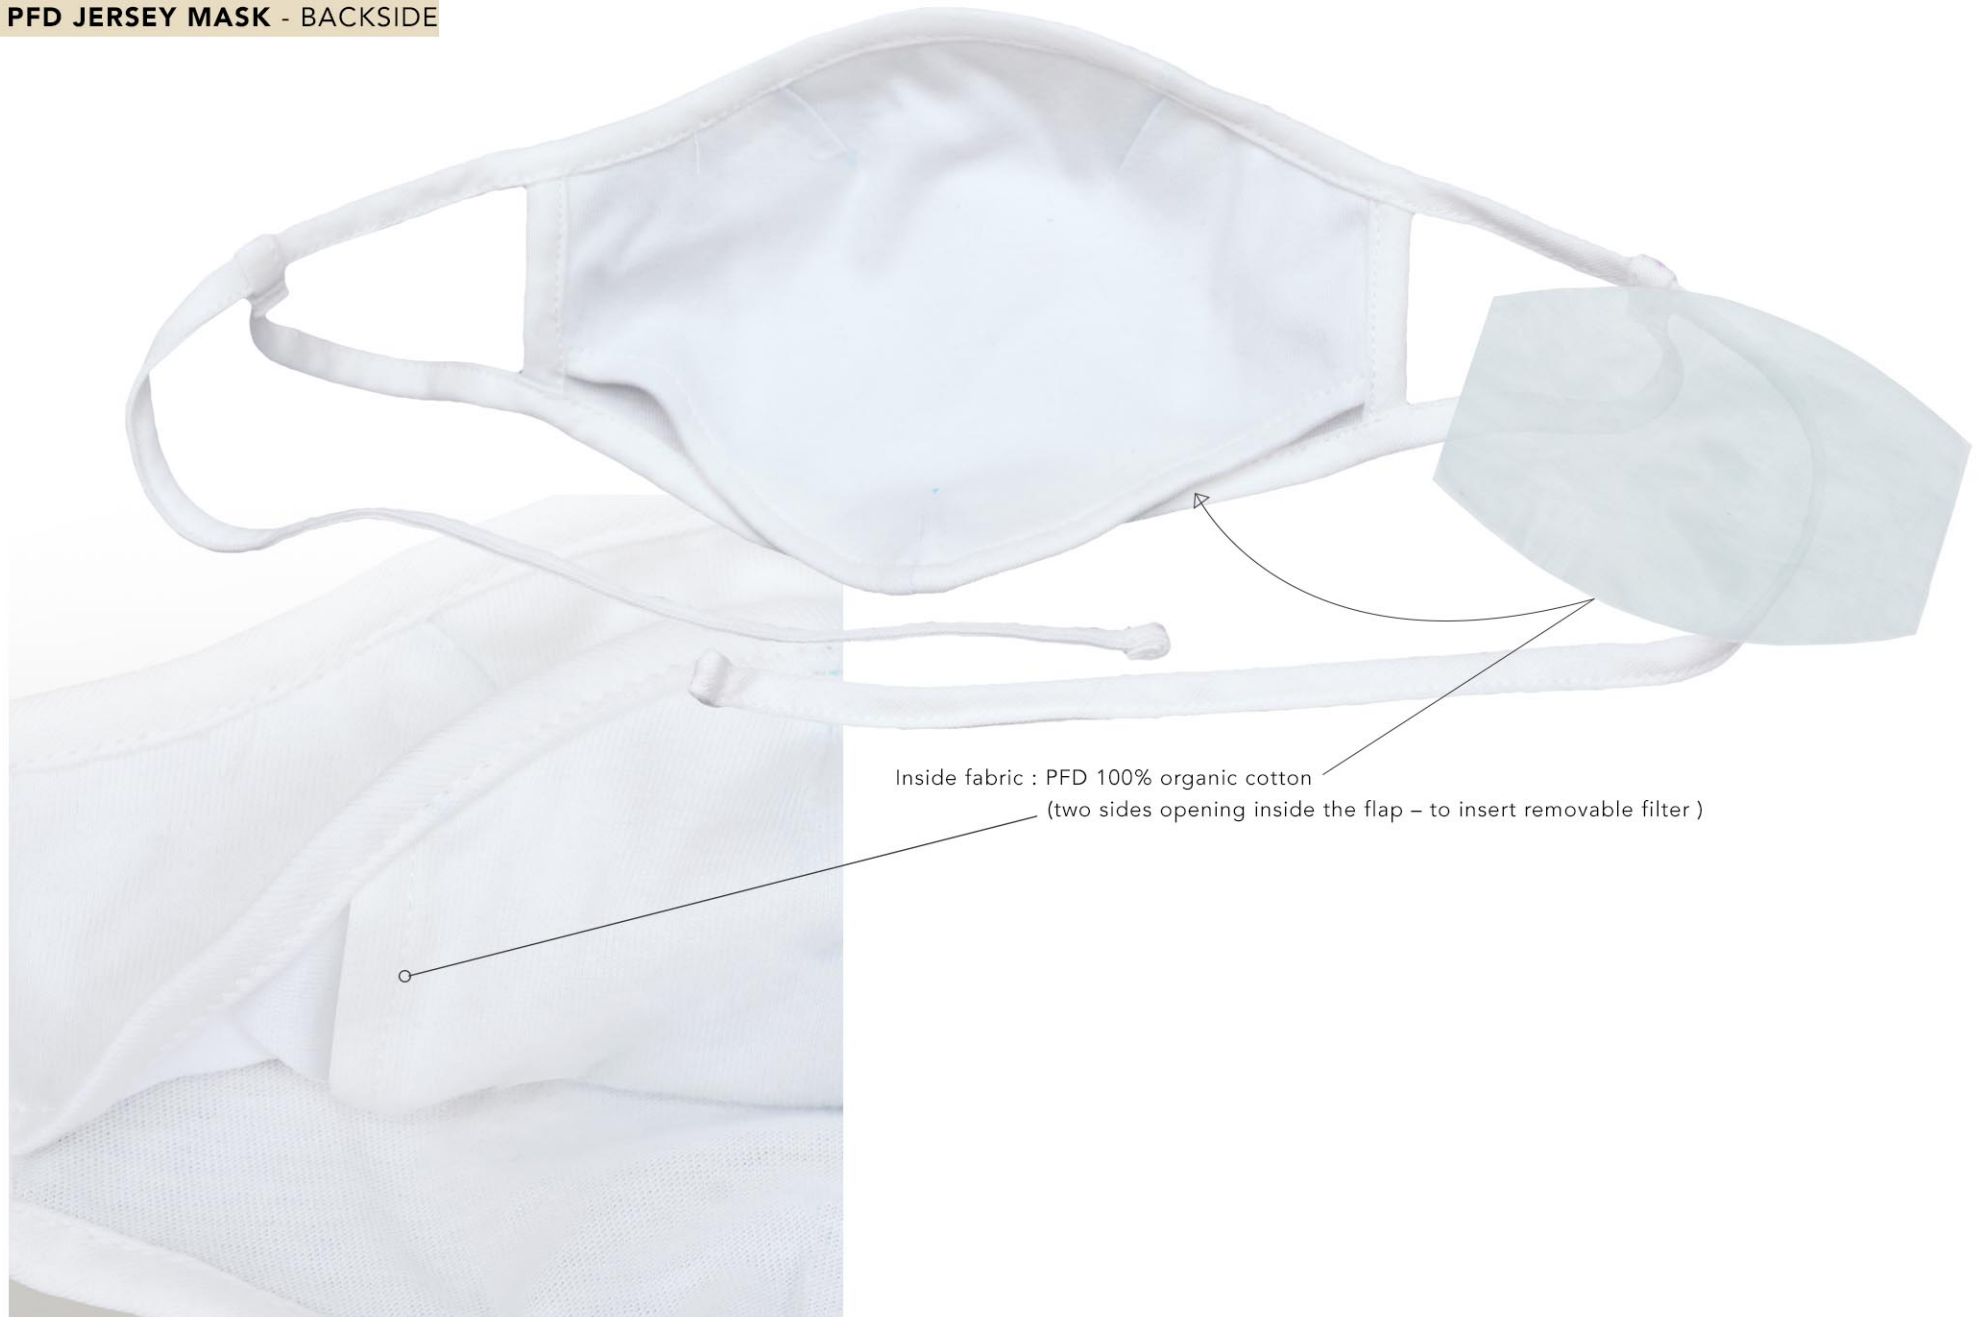 PFD JERSEY MASK - BACKSIDE
Inside fabric : PFD 100% organic cotton
(two sides opening inside the flap – to insert removable filter )